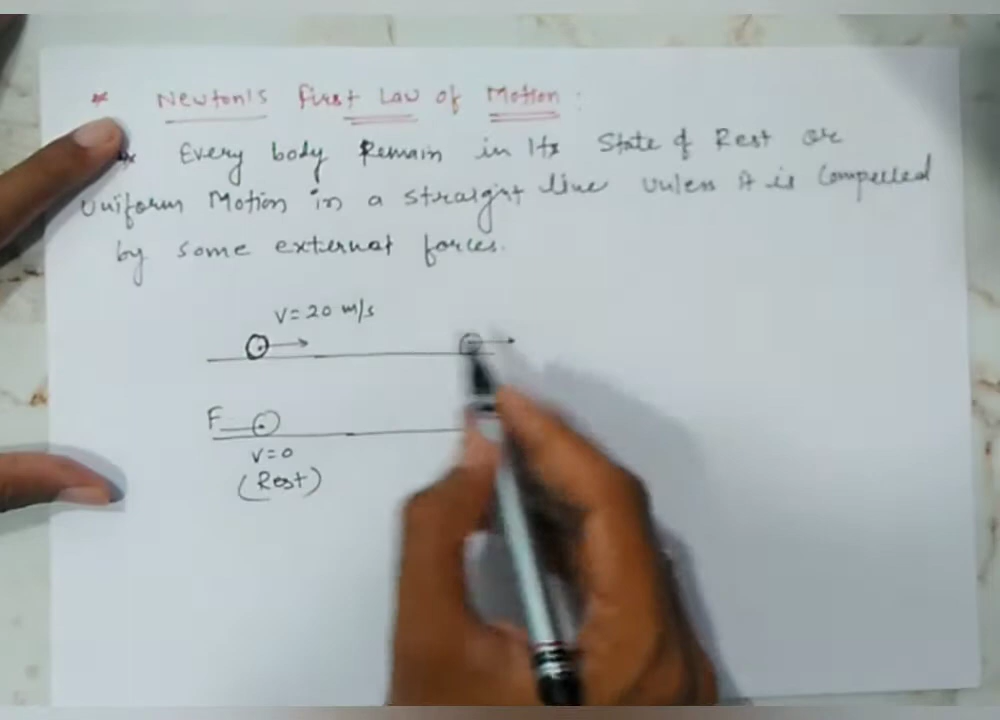 * Newton's First Law of Motion :
* Every body Remain in Its State of Rest or
Uniform Motion in a straight line unless it is Compelled
by some external forces.
V = 20 m/s
F
V = 0
(Rest)